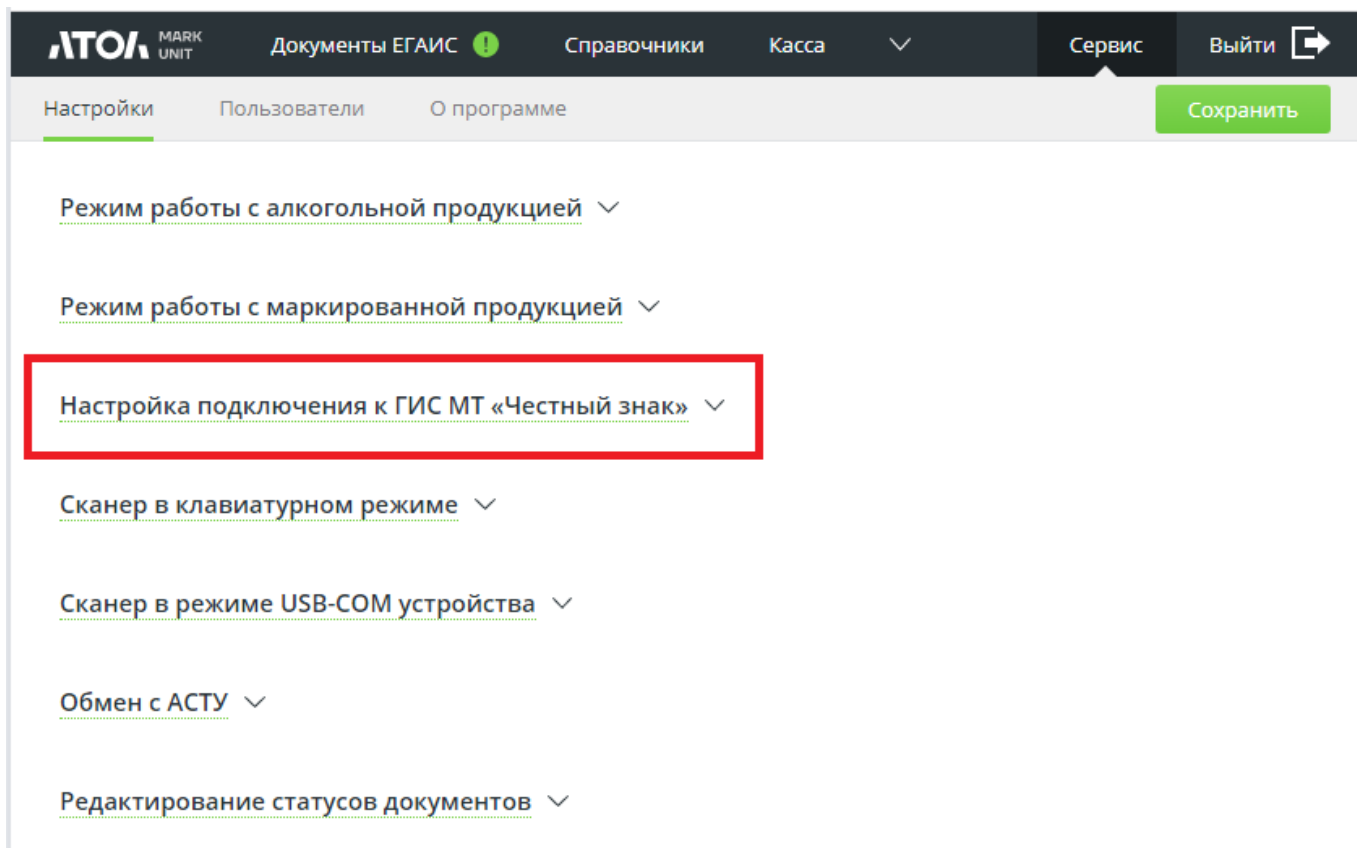 АТОЛ MARK UNIT Документы ЕГАИС ! Справочники Касса Сервис Выйти
Настройки Пользователи О программе Сохранить
Режим работы с алкогольной продукцией
Режим работы с маркированной продукцией
Настройка подключения к ГИС МТ «Честный знак»
Сканер в клавиатурном режиме
Сканер в режиме USB-COM устройства
Обмен с АСТУ
Редактирование статусов документов